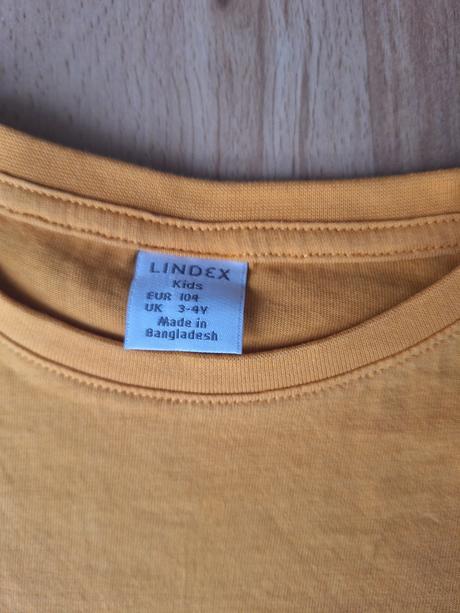 LINDEX
Kids
EUR 104
UK 3-4Y
Made in
Bangladesh